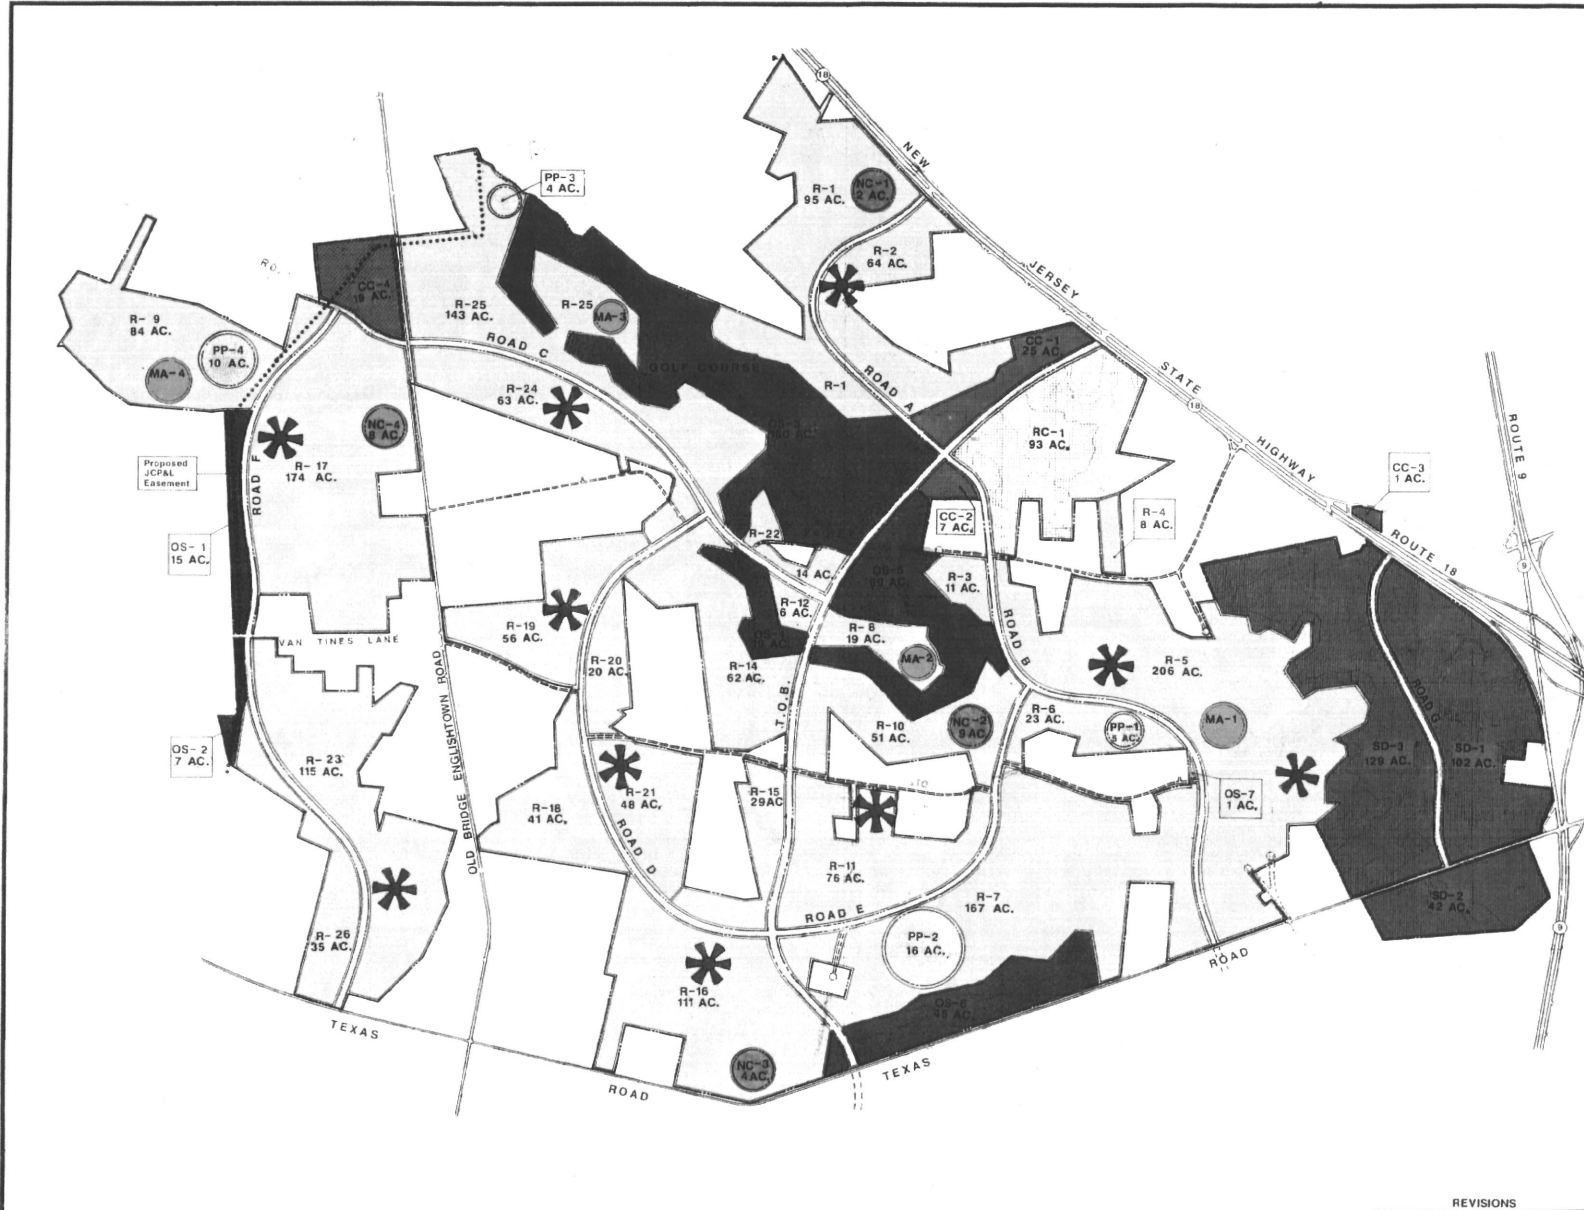 18
NEW
PP-3
4 AC.
R-1
95 AC.
NC-1
2 AC.
R-2
64 AC.
JERSEY
CC-4
19 AC.
R-25
143 AC.
R-25
MA-3
R- 9
84 AC.
PP-4
10 AC.
MA-4
ROAD C
GOLF COURSE
CC-1
25 AC.
STATE
R-24
63 AC.
R-1
ROAD A
18
NC-4
8 AC.
RC-1
93 AC.
HIGHWAY
ROUTE 9
Proposed
JCP&L
Easement
ROAD F
R- 17
174 AC.
CC-3
1 AC.
CC-2
7 AC.
R-4
8 AC.
ROUTE 18
OS- 1
15 AC.
R-22
14 AC.
OS-5
R-3
11 AC.
9
R-12
6 AC.
R-19
56 AC.
R-8
19 AC.
ROAD B
VAN TINES LANE
R-20
20 AC.
R-14
62 AC.
MA-2
R-5
206 AC.
ROAD G
OLD BRIDGE ENGLISHTOWN ROAD
T.O.B.
R-10
51 AC.
NC-2
9 AC.
R-6
23 AC.
PP-1
5 AC.
MA-1
OS- 2
7 AC.
R- 23
115 AC.
SD-3
129 AC.
SD-1
102 AC.
R-18
41 AC.
R-21
48 AC.
R-15
29AC
OS-7
1 AC.
ROAD D
R-11
76 AC.
R-7
167 AC.
SD-2
42 AC.
ROAD E
R- 26
35 AC.
PP-2
16 AC.
9
ROAD
R-16
111 AC.
OS-6
45 AC.
TEXAS
NC-3
4 AC.
TEXAS
ROAD
REVISIONS